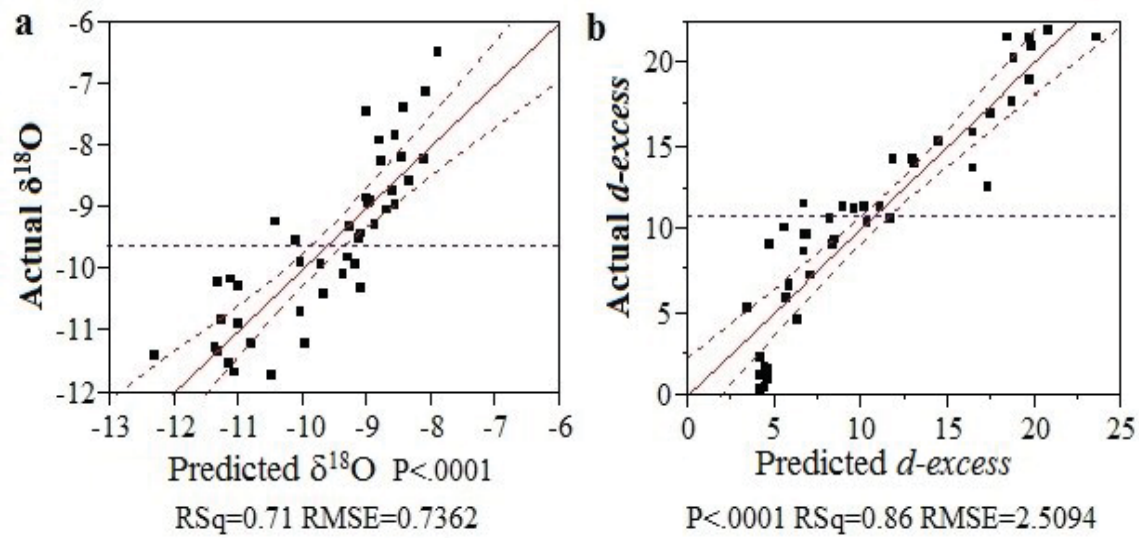 a
-6
-7
-8
-9
-10
-11
-12
Actual δ¹⁸O
-13 -12 -11 -10 -9 -8 -7 -6
Predicted δ¹⁸O P<.0001
RSq=0.71 RMSE=0.7362
b
20
15
10
5
0
Actual d-excess
0 5 10 15 20 25
Predicted d-excess
P<.0001 RSq=0.86 RMSE=2.5094